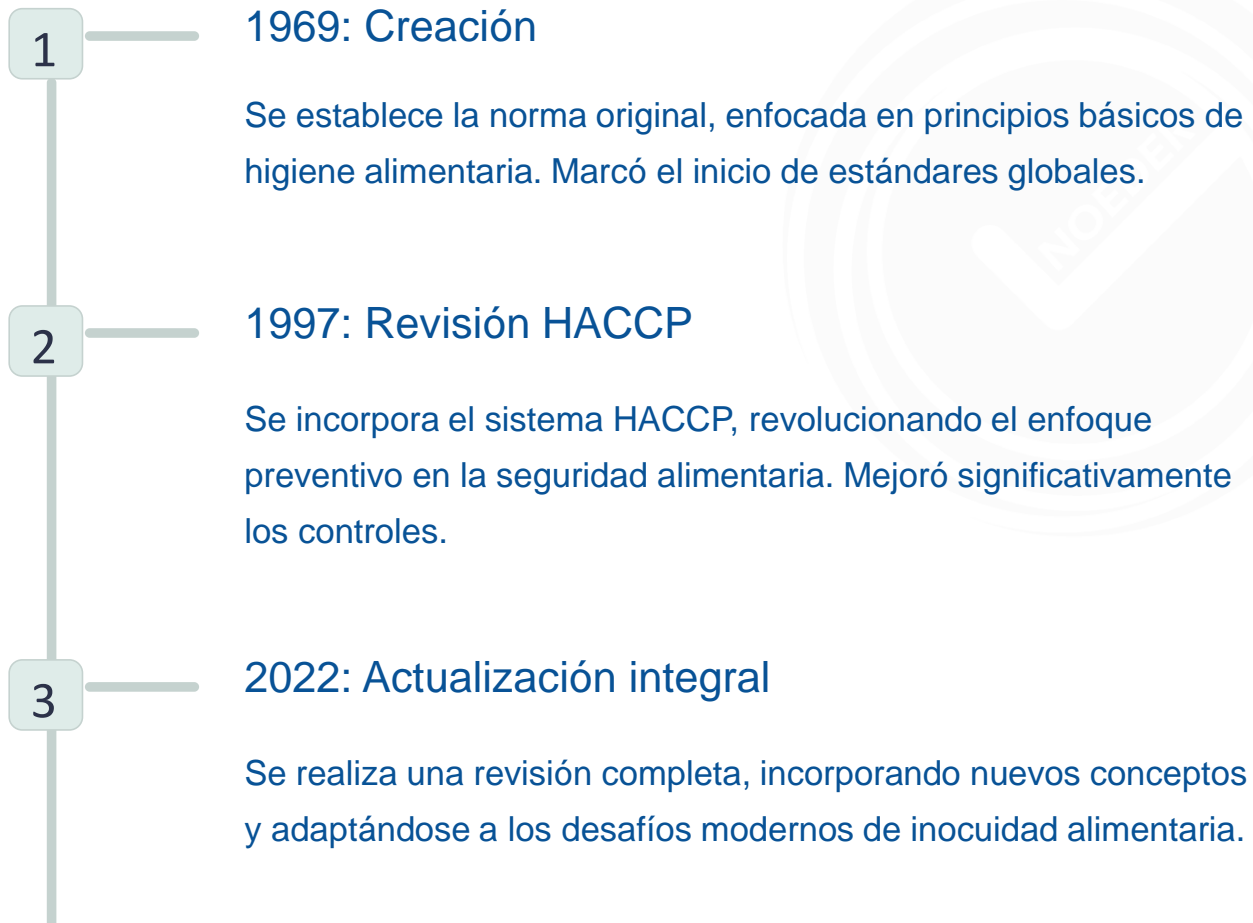 1
1969: Creación
Se establece la norma original, enfocada en principios básicos de
higiene alimentaria. Marcó el inicio de estándares globales.
2
1997: Revisión HACCP
Se incorpora el sistema HACCP, revolucionando el enfoque
preventivo en la seguridad alimentaria. Mejoró significativamente
los controles.
3
2022: Actualización integral
Se realiza una revisión completa, incorporando nuevos conceptos
y adaptándose a los desafíos modernos de inocuidad alimentaria.